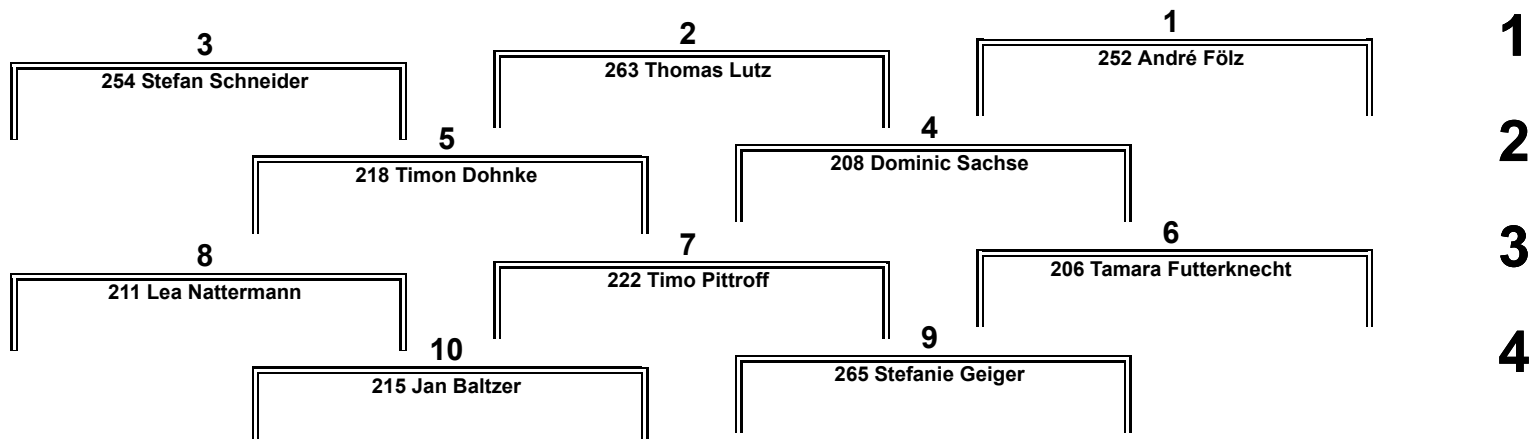 3
254 Stefan Schneider
2
263 Thomas Lutz
1
252 André Fölz
1
5
218 Timon Dohnke
4
208 Dominic Sachse
2
8
211 Lea Nattermann
7
222 Timo Pittroff
6
206 Tamara Futterknecht
3
10
215 Jan Baltzer
9
265 Stefanie Geiger
4